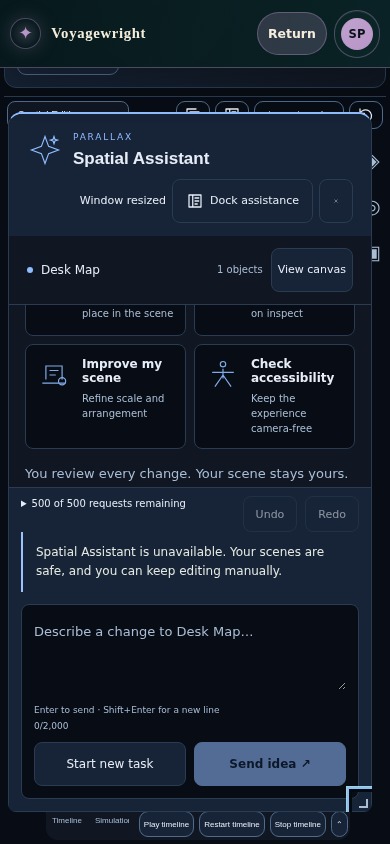 Voyagewright
Return
SP
PARALLAX
Spatial Assistant
Window resized
Dock assistance
×
Desk Map
1 objects
View canvas
place in the scene
on inspect
Improve my
scene
Refine scale and
arrangement
Check
accessibility
Keep the
experience
camera-free
You review every change. Your scene stays yours.
500 of 500 requests remaining
Undo
Redo
Spatial Assistant is unavailable. Your scenes are
safe, and you can keep editing manually.
Describe a change to Desk Map…
Enter to send · Shift+Enter for a new line
0/2,000
Start new task
Send idea ↗
Timeline
Play timeline
Restart timeline
Stop timeline